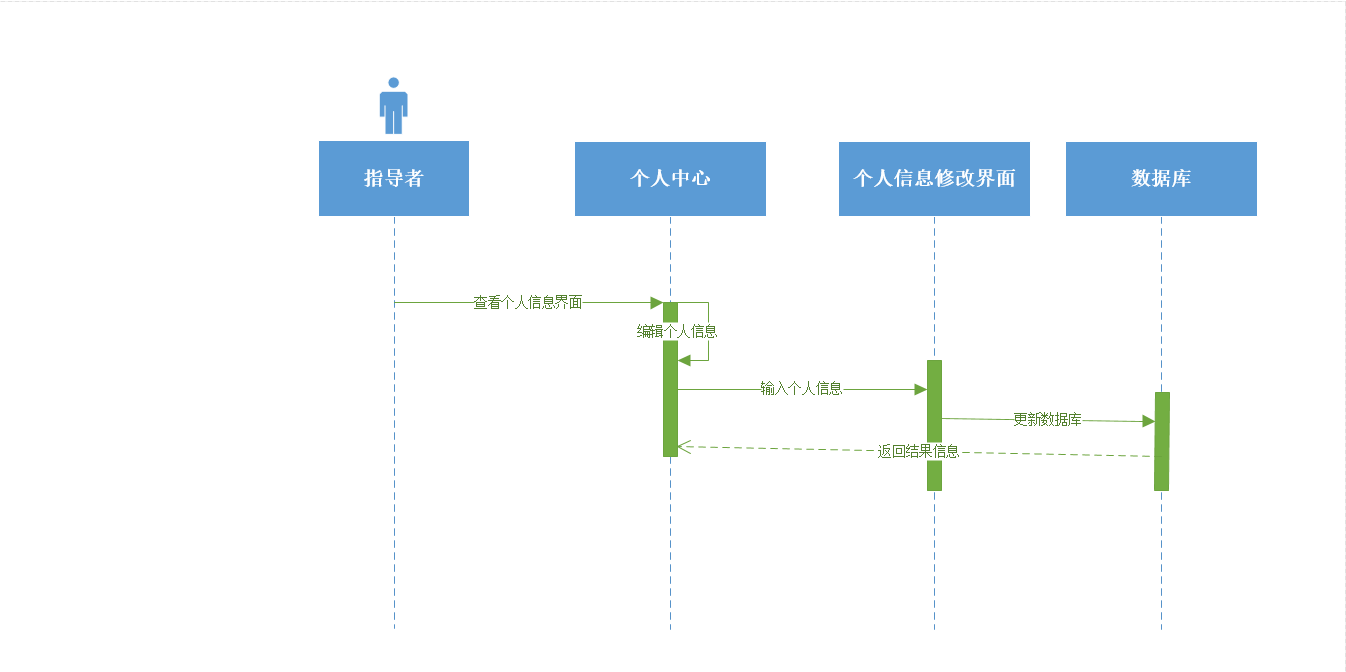 指导者
个人中心
个人信息修改界面
数据库
查看个人信息界面
编辑个人信息
输入个人信息
更新数据库
返回结果信息